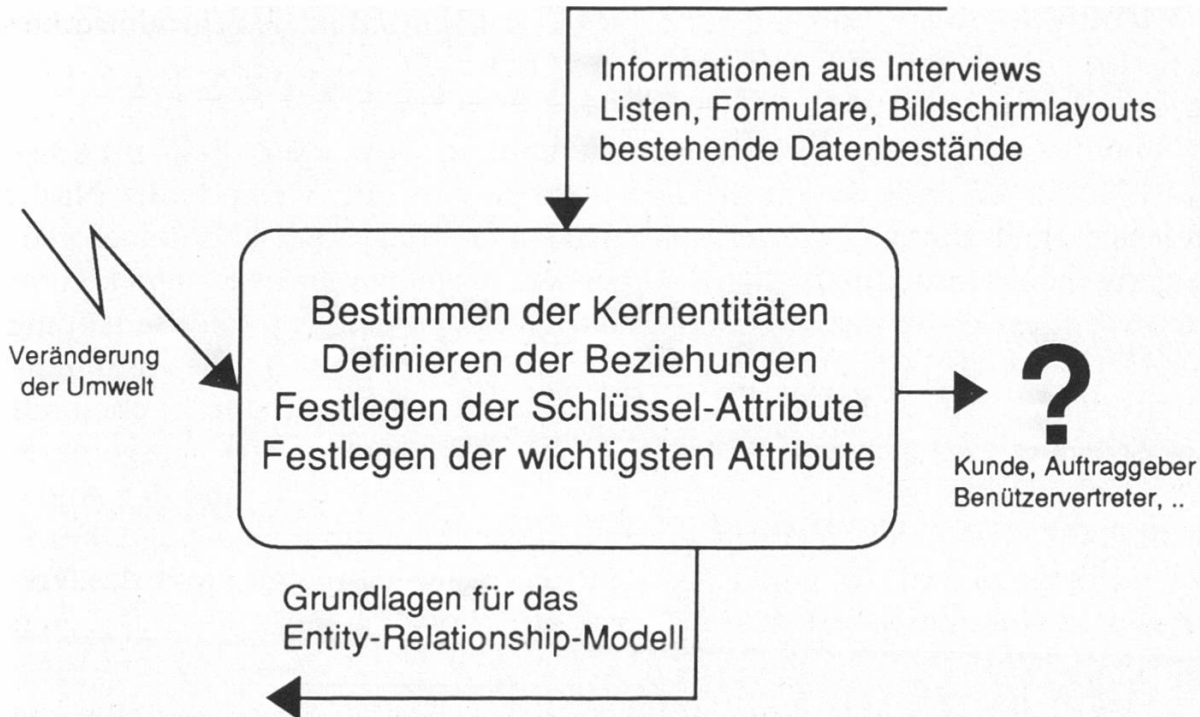 Informationen aus Interviews
Listen, Formulare, Bildschirmlayouts
bestehende Datenbestände
Veränderung
der Umwelt
Bestimmen der Kernentitäten
Definieren der Beziehungen
Festlegen der Schlüssel-Attribute
Festlegen der wichtigsten Attribute
?
Kunde, Auftraggeber
Benützervertreter, ..
Grundlagen für das
Entity-Relationship-Modell